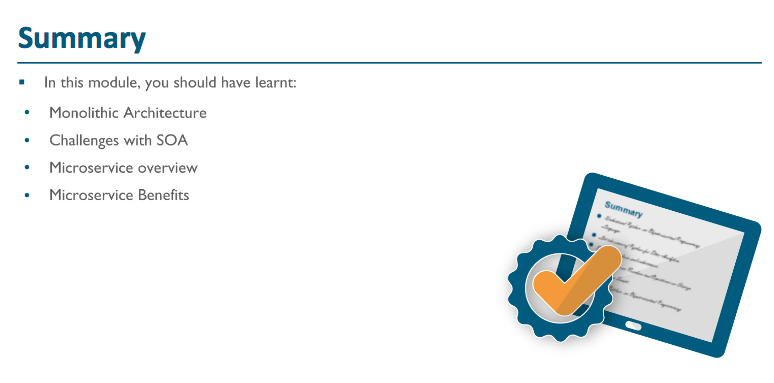 Summary
▪ In this module, you should have learnt:
• Monolithic Architecture
• Challenges with SOA
• Microservice overview
• Microservice Benefits
Summary